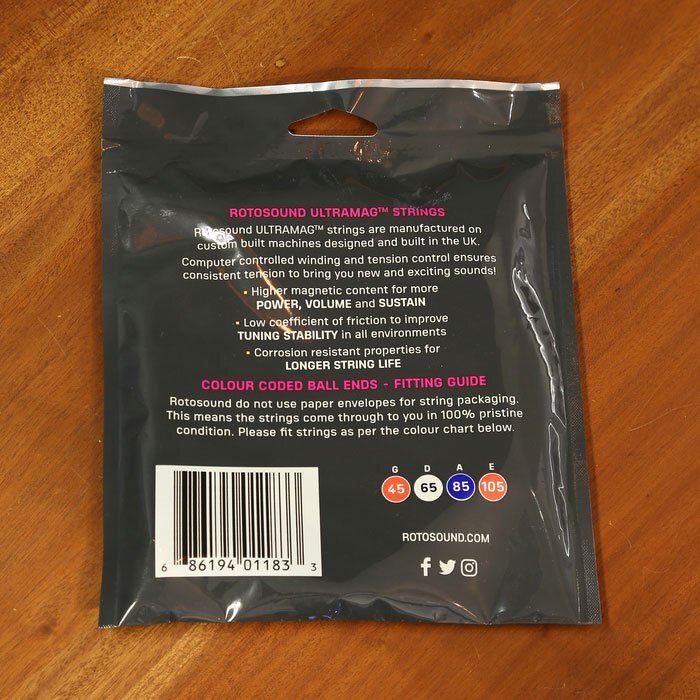 ROTOSOUND ULTRAMAG™ STRINGS
Rotosound ULTRAMAG™ strings are manufactured on
custom built machines designed and built in the UK.
Computer controlled winding and tension control ensures
consistent tension to bring you new and exciting sounds!
• Higher magnetic content for more
POWER, VOLUME and SUSTAIN
• Low coefficient of friction to improve
TUNING STABILITY in all environments
• Corrosion resistant properties for
LONGER STRING LIFE
COLOUR CODED BALL ENDS - FITTING GUIDE
Rotosound do not use paper envelopes for string packaging.
This means the strings come through to you in 100% pristine
condition. Please fit strings as per the colour chart below.
G D A E
45 65 85 105
ROTOSOUND.COM
6 86194 01183 3